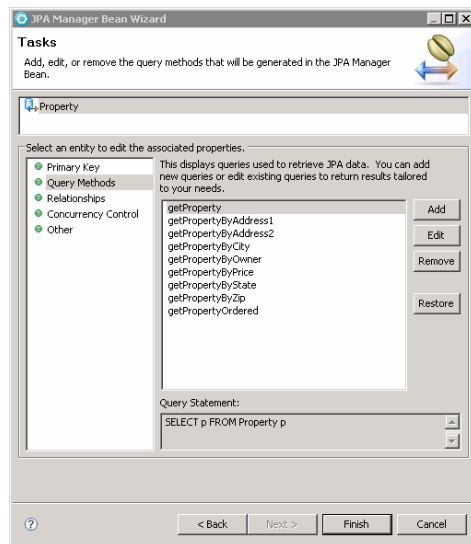 JPA Manager Bean Wizard
Tasks
Add, edit, or remove the query methods that will be generated in the JPA Manager
Bean.
Property
Select an entity to edit the associated properties.
Primary Key
Query Methods
Relationships
Concurrency Control
Other
This displays queries used to retrieve JPA data. You can add
new queries or edit existing queries to return results tailored
to your needs.
getProperty
getPropertyByAddress1
getPropertyByAddress2
getPropertyByCity
getPropertyByOwner
getPropertyByPrice
getPropertyByState
getPropertyByZip
getPropertyOrdered
Add
Edit
Remove
Restore
Query Statement:
SELECT p FROM Property p
?
< Back
Next >
Finish
Cancel